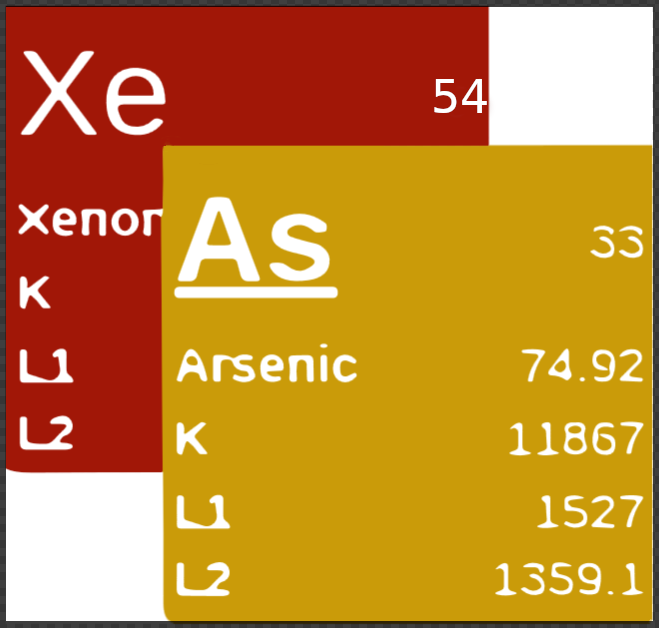 Xe 54
Xenon
K
L1
L2
As 33
Arsenic 74.92
K 11867
L1 1527
L2 1359.1